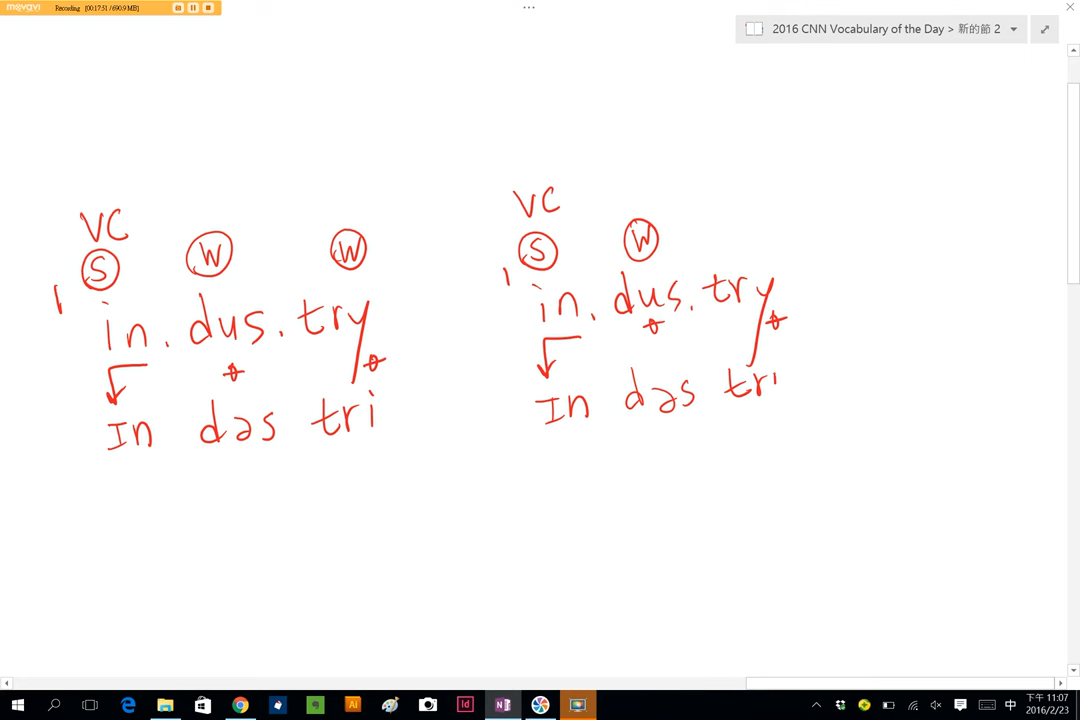 movavi Recording [00:17:51 / 690.9 MB]
2016 CNN Vocabulary of the Day > 新的節 2
VC
S W W
ˈin.dus.try
In dəs tri
VC
S W
ˈin.dus.try
In dəs tri
中
下午 11:07
2016/2/23